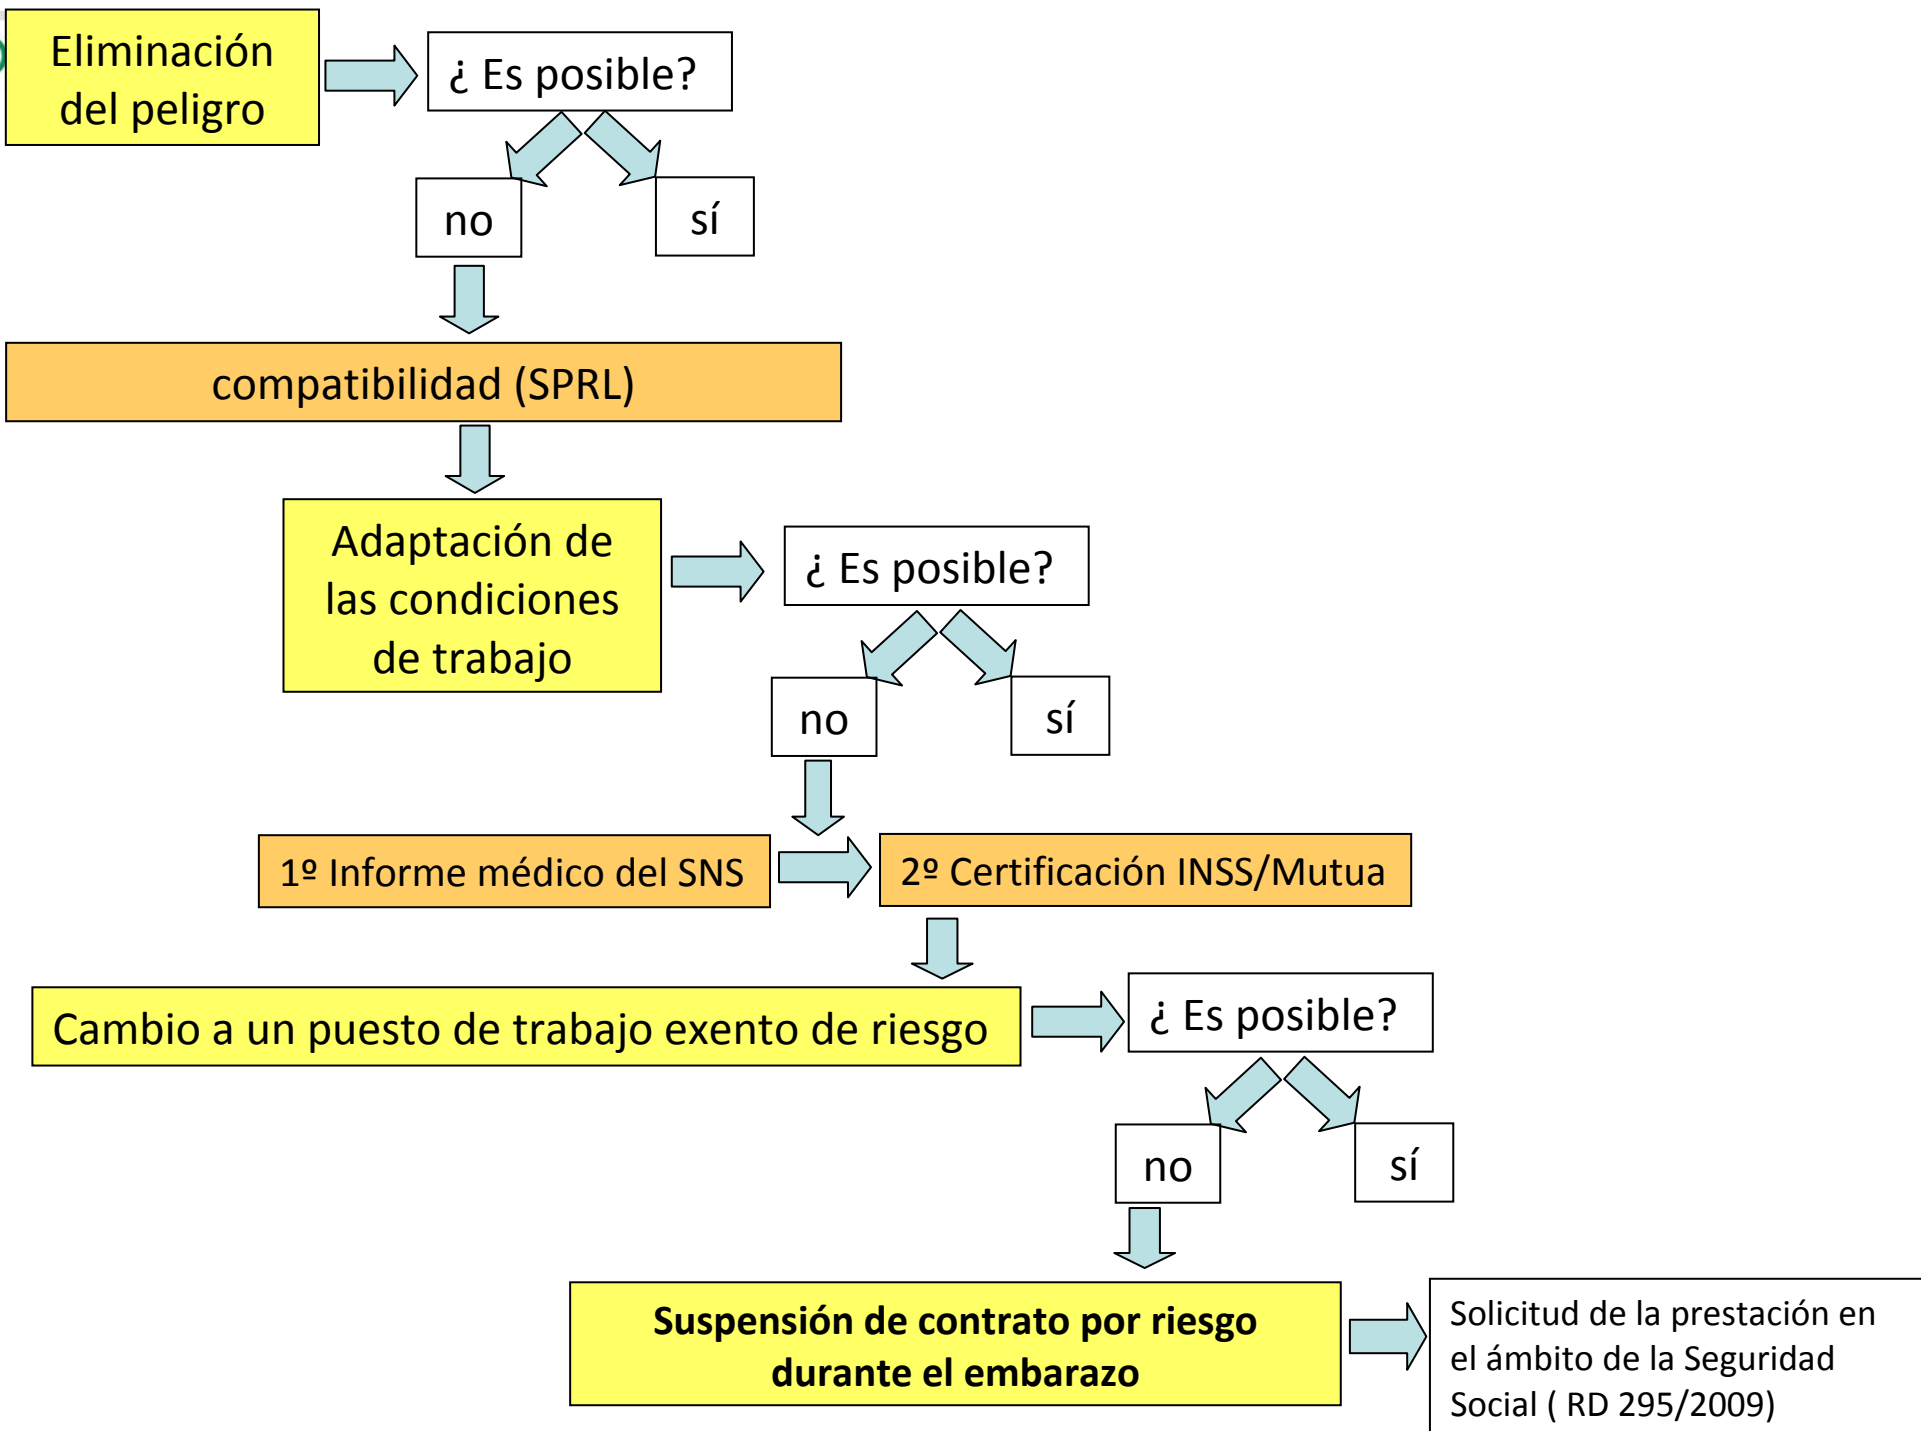 Eliminación
del peligro
¿ Es posible?
no
sí
compatibilidad (SPRL)
Adaptación de
las condiciones
de trabajo
¿ Es posible?
no
sí
1º Informe médico del SNS
2º Certificación INSS/Mutua
Cambio a un puesto de trabajo exento de riesgo
¿ Es posible?
no
sí
Suspensión de contrato por riesgo
durante el embarazo
Solicitud de la prestación en
el ámbito de la Seguridad
Social ( RD 295/2009)